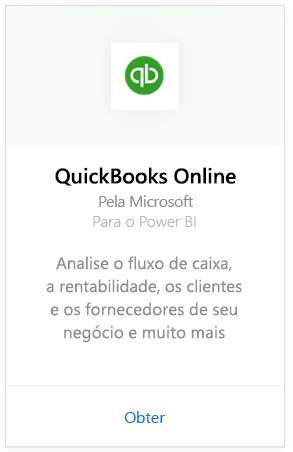 qb
QuickBooks Online
Pela Microsoft
Para o Power BI
Analise o fluxo de caixa,
a rentabilidade, os clientes
e os fornecedores de seu
negócio e muito mais
Obter